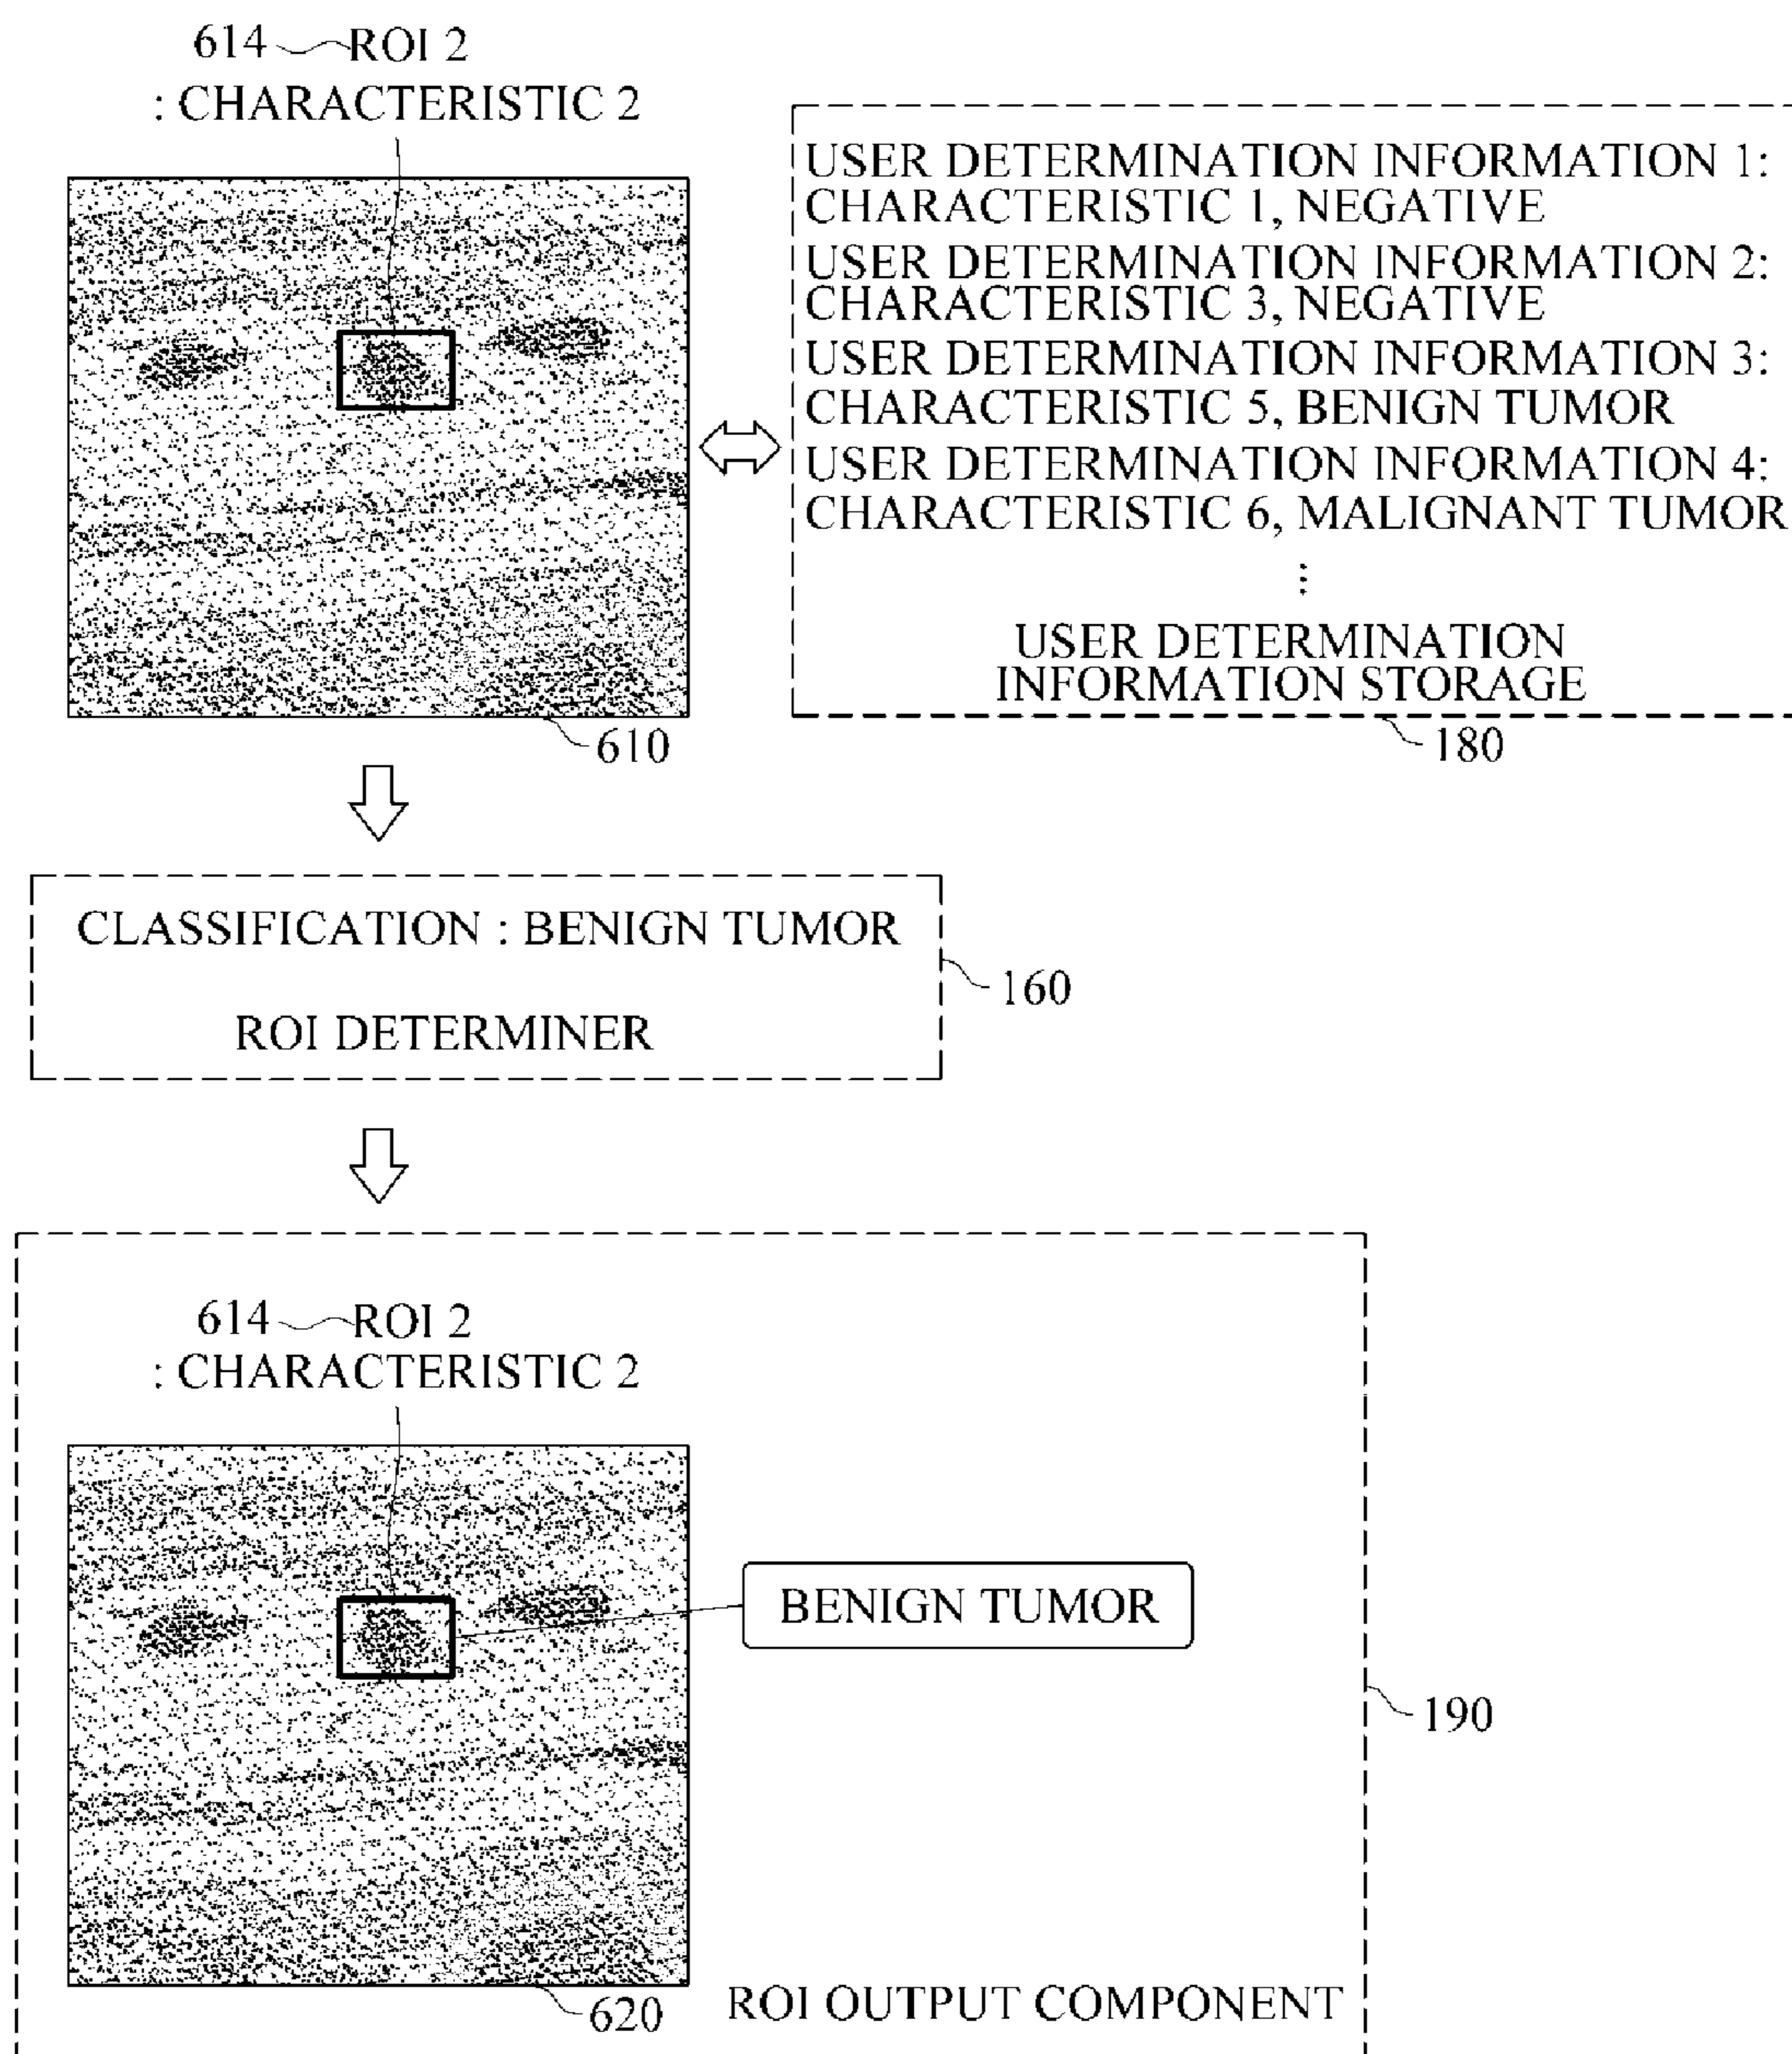 614 ROI 2
: CHARACTERISTIC 2
USER DETERMINATION INFORMATION 1:
CHARACTERISTIC 1, NEGATIVE
USER DETERMINATION INFORMATION 2:
CHARACTERISTIC 3, NEGATIVE
USER DETERMINATION INFORMATION 3:
CHARACTERISTIC 5, BENIGN TUMOR
USER DETERMINATION INFORMATION 4:
CHARACTERISTIC 6, MALIGNANT TUMOR
⋮
USER DETERMINATION
INFORMATION STORAGE
610
180
CLASSIFICATION : BENIGN TUMOR
ROI DETERMINER
160
614 ROI 2
: CHARACTERISTIC 2
BENIGN TUMOR
190
620
ROI OUTPUT COMPONENT